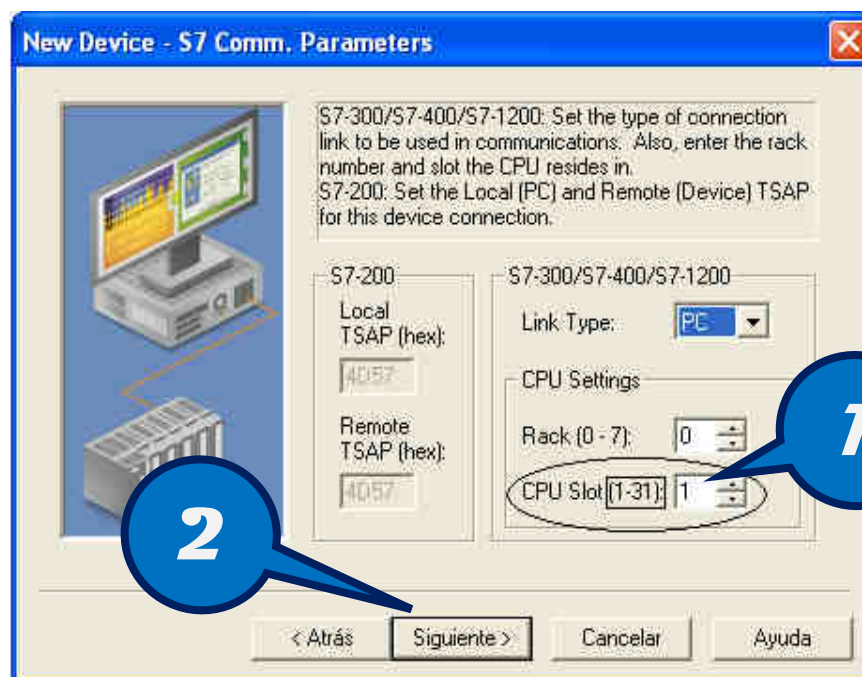 New Device - S7 Comm. Parameters
S7-300/S7-400/S7-1200: Set the type of connection
link to be used in communications. Also, enter the rack
number and slot the CPU resides in.
S7-200: Set the Local (PC) and Remote (Device) TSAP
for this device connection.
S7-200
Local
TSAP (hex):
4D57
Remote
TSAP (hex):
4D57
S7-300/S7-400/S7-1200
Link Type: PC
CPU Settings
Rack (0 - 7): 0
CPU Slot (1-31): 1
1
2
< Atrás Siguiente > Cancelar Ayuda